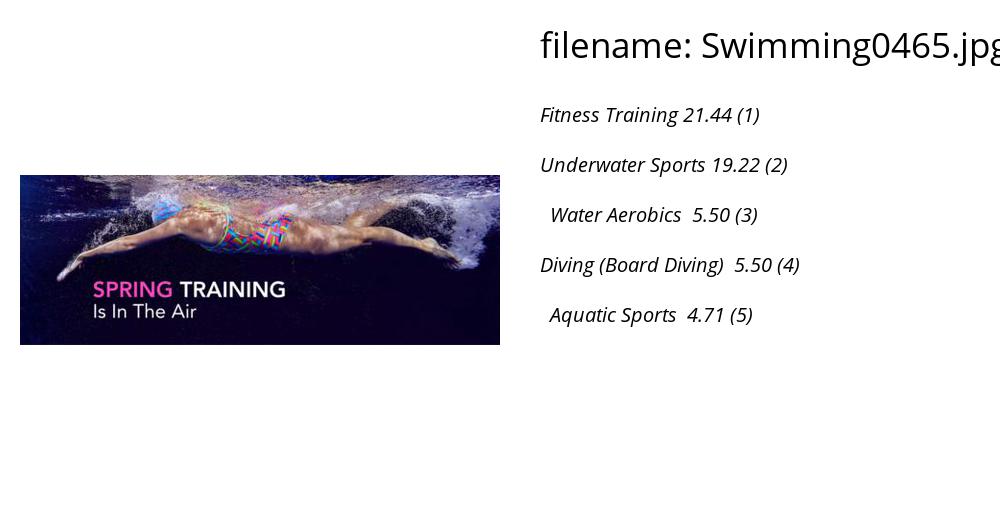 filename: Swimming0465.jpg
Fitness Training 21.44 (1)
Underwater Sports 19.22 (2)
Water Aerobics 5.50 (3)
Diving (Board Diving) 5.50 (4)
Aquatic Sports 4.71 (5)
SPRING TRAINING
Is In The Air